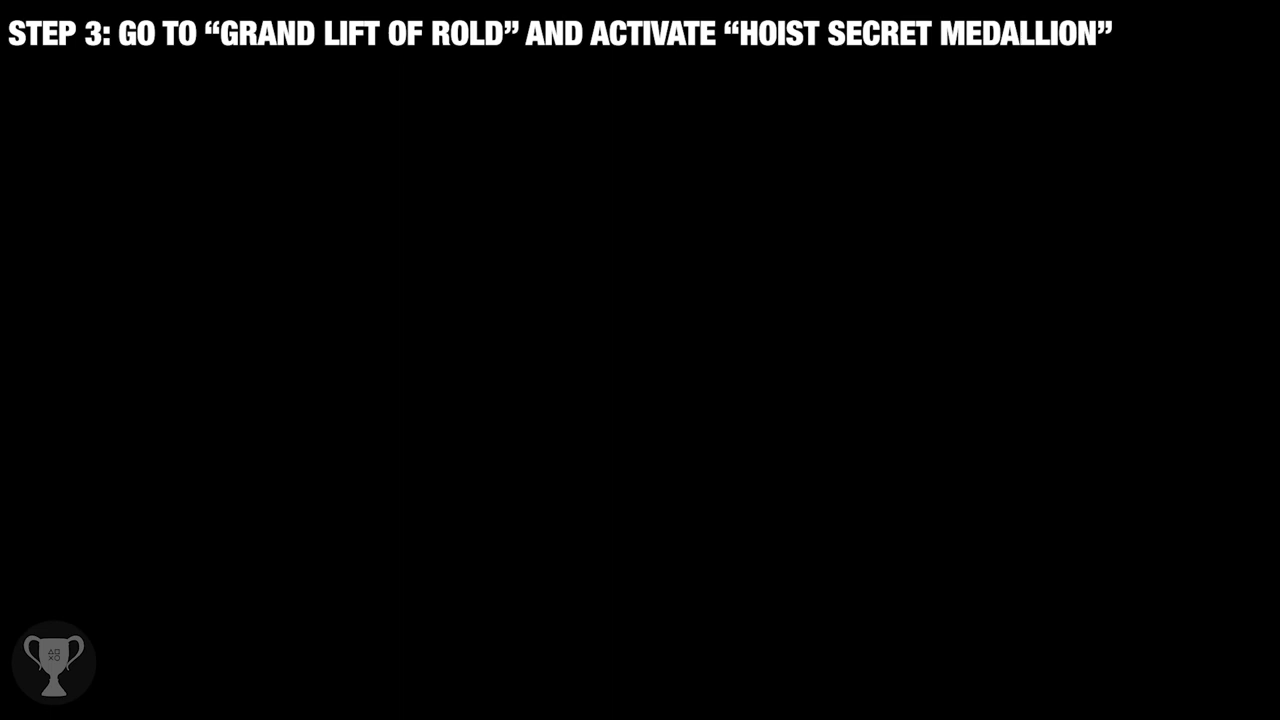 STEP 3: GO TO “GRAND LIFT OF ROLD” AND ACTIVATE “HOIST SECRET MEDALLION”